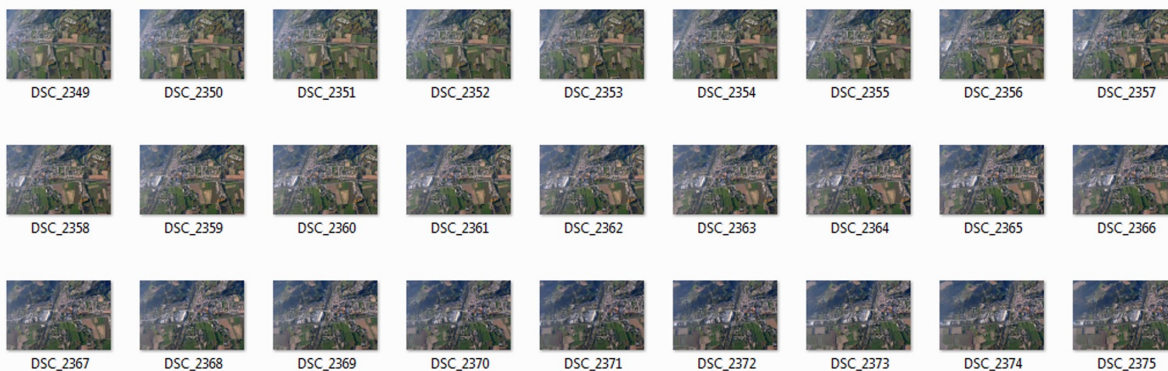 DSC_2349 DSC_2350 DSC_2351 DSC_2352 DSC_2353 DSC_2354 DSC_2355 DSC_2356 DSC_2357
DSC_2358 DSC_2359 DSC_2360 DSC_2361 DSC_2362 DSC_2363 DSC_2364 DSC_2365 DSC_2366
DSC_2367 DSC_2368 DSC_2369 DSC_2370 DSC_2371 DSC_2372 DSC_2373 DSC_2374 DSC_2375